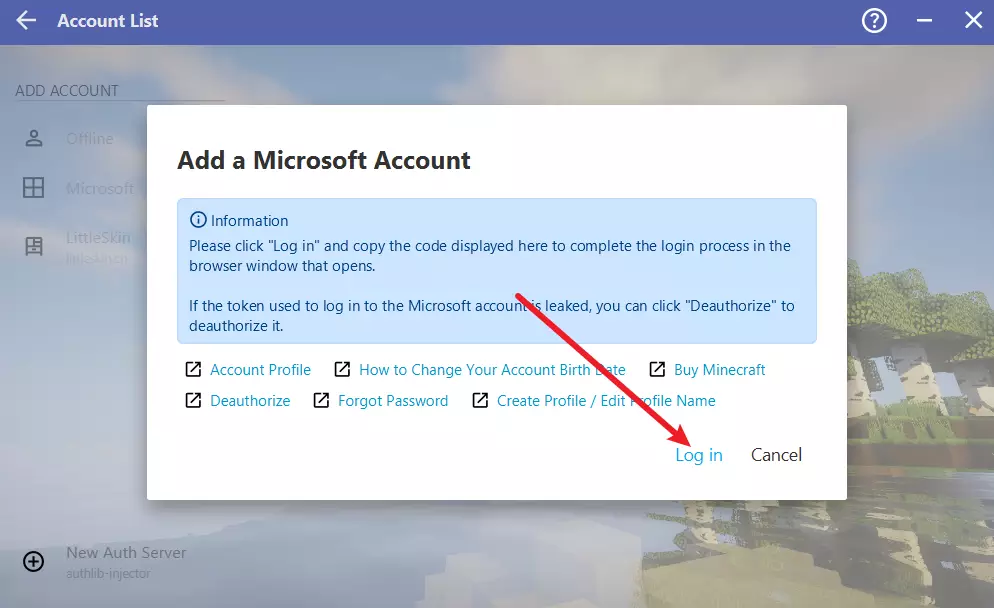 Account List
ADD ACCOUNT
Offline
Microsoft
LittleSkin
littleskin.cn
Add a Microsoft Account
Information
Please click "Log in" and copy the code displayed here to complete the login process in the
browser window that opens.
If the token used to log in to the Microsoft account is leaked, you can click "Deauthorize" to
deauthorize it.
Account Profile How to Change Your Account Birth Date Buy Minecraft
Deauthorize Forgot Password Create Profile / Edit Profile Name
Log in Cancel
New Auth Server
authlib-injector